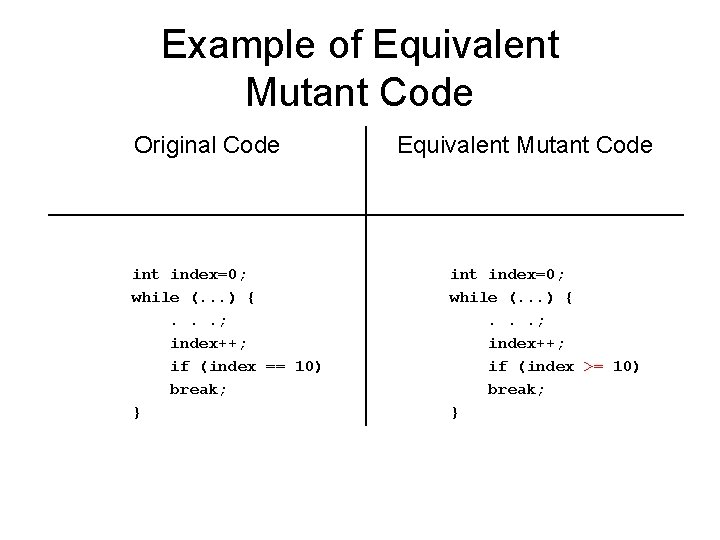 Example of Equivalent
Mutant Code
Original Code
Equivalent Mutant Code
int index=0;
while (...) {
. . .;
index++;
if (index == 10)
break;
}
int index=0;
while (...) {
. . .;
index++;
if (index >= 10)
break;
}